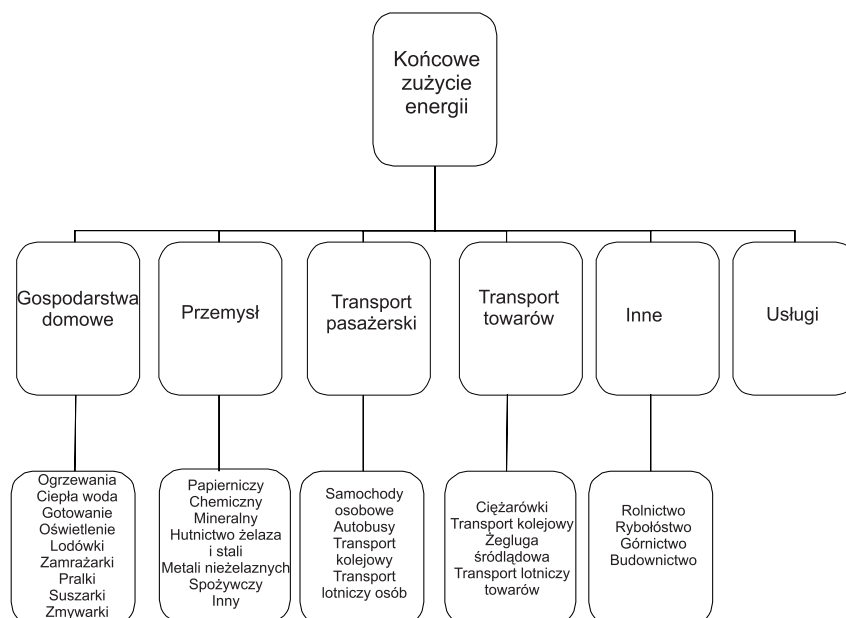 Końcowe
zużycie
energii
Gospodarstwa
domowe
Przemysł
Transport
pasażerski
Transport
towarów
Inne
Usługi
Ogrzewania
Ciepła woda
Gotowanie
Oświetlenie
Lodówki
Zamrażarki
Pralki
Suszarki
Zmywarki
Papierniczy
Chemiczny
Mineralny
Hutnictwo żelaza
i stali
Metali nieżelaznych
Spożywczy
Inny
Samochody
osobowe
Autobusy
Transport
kolejowy
Transport
lotniczy osób
Ciężarówki
Transport kolejowy
Żegluga
śródlądowa
Transport lotniczy
towarów
Rolnictwo
Rybołóstwo
Górnictwo
Budownictwo